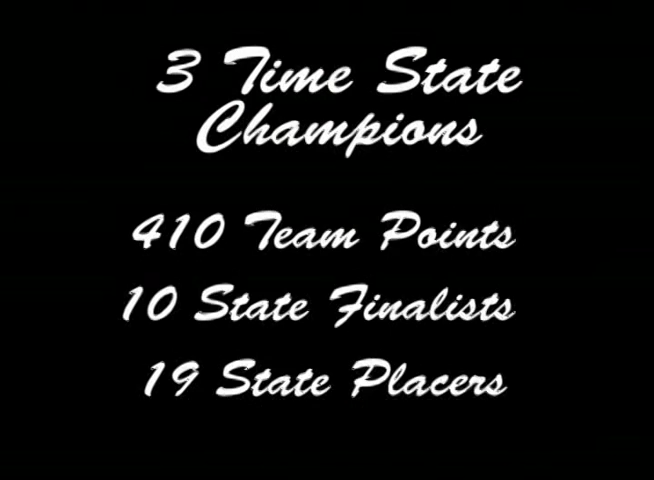 3 Time State
Champions
410 Team Points
10 State Finalists
19 State Placers